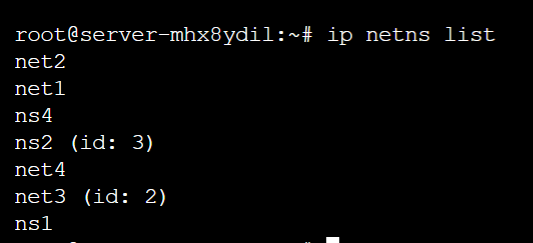 root@server-mhx8ydil:~# ip netns list
net2
net1
ns4
ns2 (id: 3)
net4
net3 (id: 2)
ns1